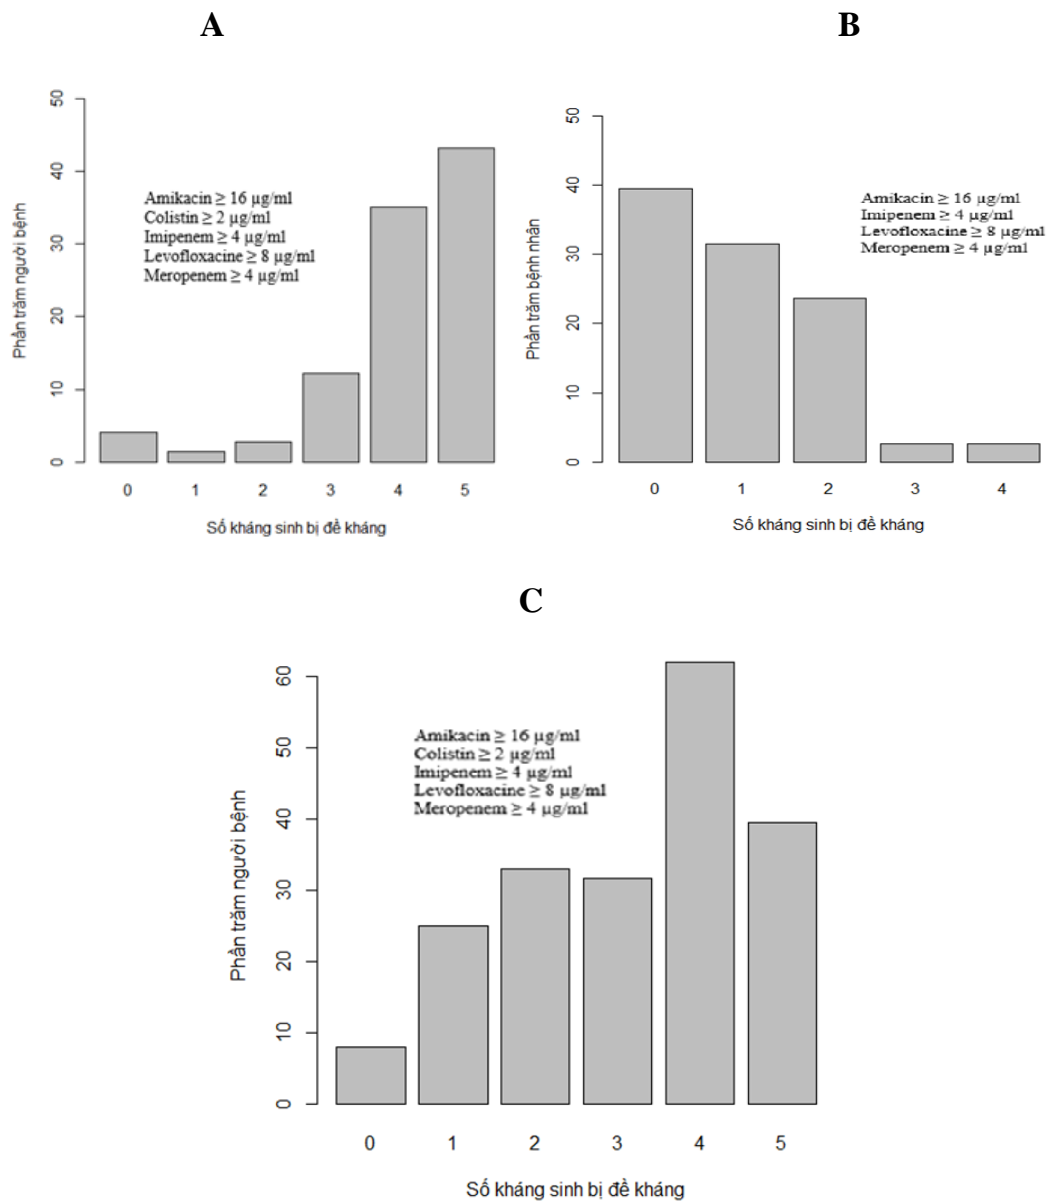 A
50
40
30
20
10
0
Phần trăm người bệnh
Amikacin ≥ 16 µg/ml
Colistin ≥ 2 µg/ml
Imipenem ≥ 4 µg/ml
Levofloxacine ≥ 8 µg/ml
Meropenem ≥ 4 µg/ml
0 1 2 3 4 5
Số kháng sinh bị đề kháng
B
50
40
30
20
10
0
Phần trăm bệnh nhân
Amikacin ≥ 16 µg/ml
Imipenem ≥ 4 µg/ml
Levofloxacine ≥ 8 µg/ml
Meropenem ≥ 4 µg/ml
0 1 2 3 4
Số kháng sinh bị đề kháng
C
60
50
40
30
20
10
0
Phần trăm người bệnh
Amikacin ≥ 16 µg/ml
Colistin ≥ 2 µg/ml
Imipenem ≥ 4 µg/ml
Levofloxacine ≥ 8 µg/ml
Meropenem ≥ 4 µg/ml
0 1 2 3 4 5
Số kháng sinh bị đề kháng